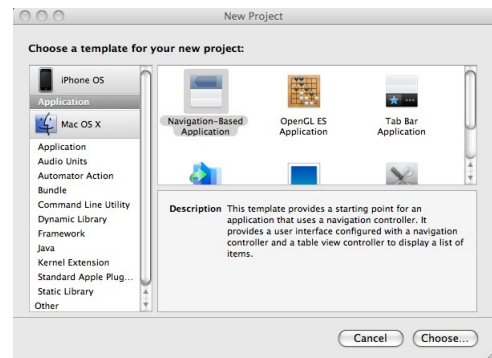 New Project
Choose a template for your new project:
iPhone OS
Application
Mac OS X
Application
Audio Units
Automator Action
Bundle
Command Line Utility
Dynamic Library
Framework
Java
Kernel Extension
Standard Apple Plug...
Static Library
Other
Navigation-Based
Application
OpenGL ES
Application
Tab Bar
Application
Description This template provides a starting point for an
application that uses a navigation controller. It
provides a user interface configured with a navigation
controller and a table view controller to display a list of
items.
Cancel
Choose...